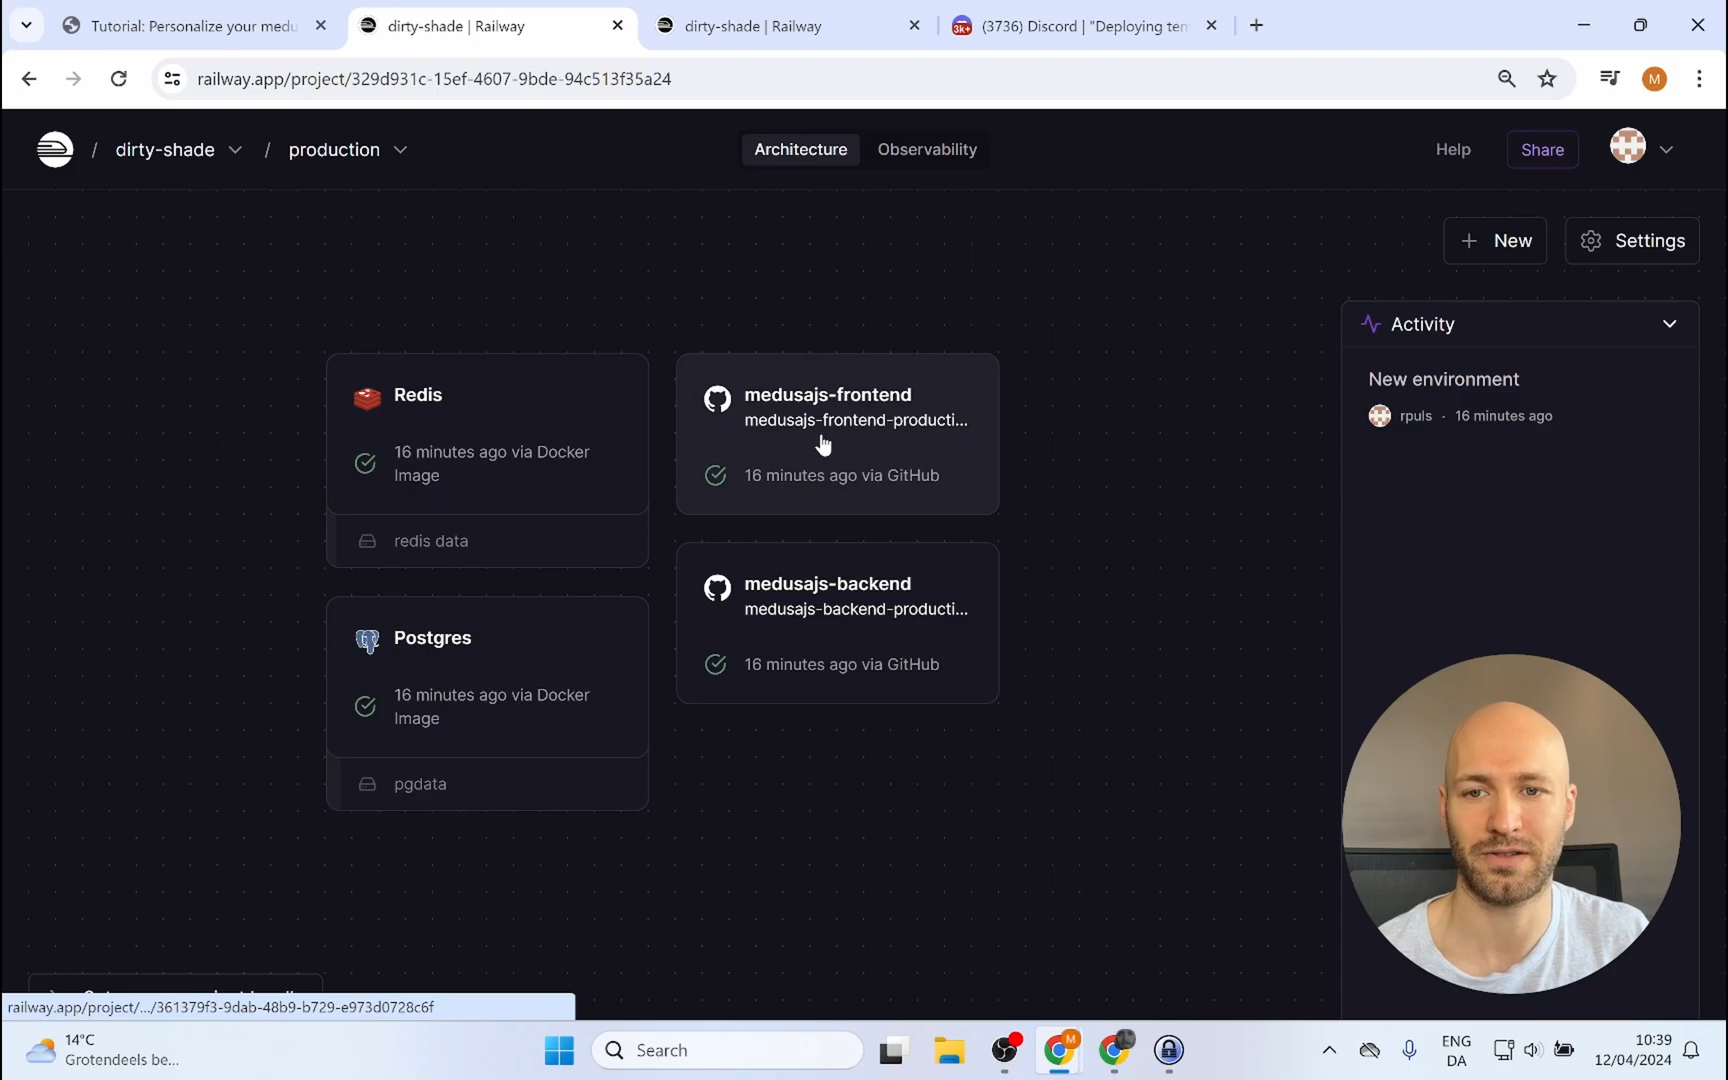 Tutorial: Personalize your medu
dirty-shade | Railway
dirty-shade | Railway
3k+
(3736) Discord | "Deploying ten
railway.app/project/329d931c-15ef-4607-9bde-94c513f35a24
M
/ dirty-shade / production
Architecture
Observability
Help
Share
+ New
Settings
Activity
New environment
rpuls · 16 minutes ago
Redis
16 minutes ago via Docker
Image
redis data
medusajs-frontend
medusajs-frontend-producti...
16 minutes ago via GitHub
medusajs-backend
medusajs-backend-producti...
16 minutes ago via GitHub
Postgres
16 minutes ago via Docker
Image
pgdata
railway.app/project/.../361379f3-9dab-48b9-b729-e973d0728c6f
14°C
Grotendeels be...
Search
M
ENG
DA
10:39
12/04/2024